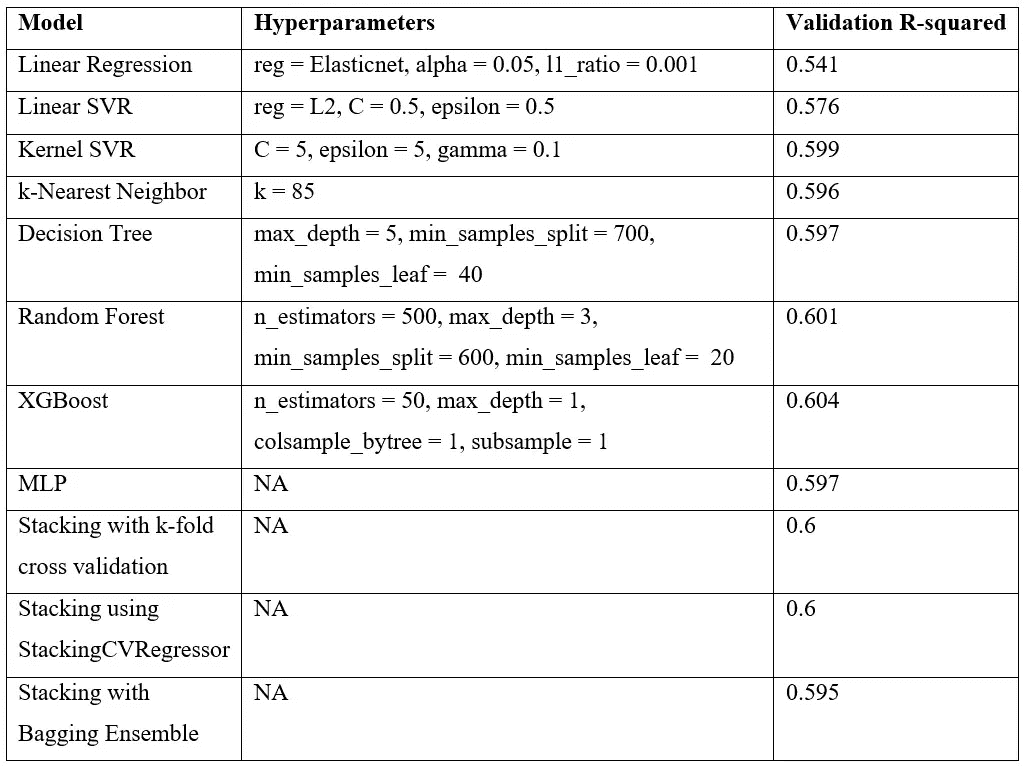 Model Hyperparameters Validation R-squared
Linear Regression reg = Elasticnet, alpha = 0.05, l1_ratio = 0.001 0.541
Linear SVR reg = L2, C = 0.5, epsilon = 0.5 0.576
Kernel SVR C = 5, epsilon = 5, gamma = 0.1 0.599
k-Nearest Neighbor k = 85 0.596
Decision Tree max_depth = 5, min_samples_split = 700, 0.597
min_samples_leaf = 40
Random Forest n_estimators = 500, max_depth = 3, 0.601
min_samples_split = 600, min_samples_leaf = 20
XGBoost n_estimators = 50, max_depth = 1, 0.604
colsample_bytree = 1, subsample = 1
MLP NA 0.597
Stacking with k-fold NA 0.6
cross validation
Stacking using NA 0.6
StackingCVRegressor
Stacking with NA 0.595
Bagging Ensemble